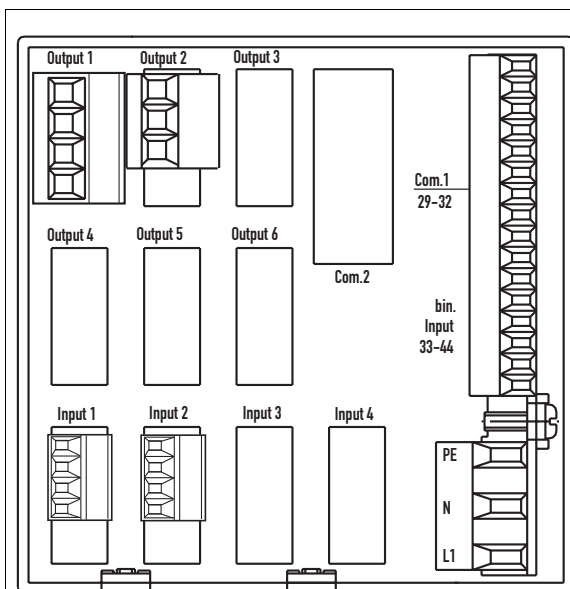 Output 1
Output 2
Output 3
Com.1
29-32
Output 4
Output 5
Output 6
Com.2
bin.
Input
33-44
Input 1
Input 2
Input 3
Input 4
PE
N
L1